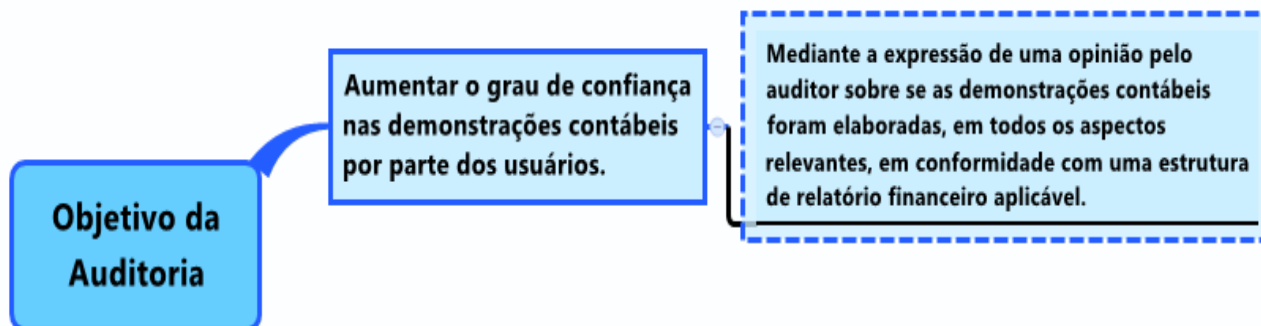 Objetivo da
Auditoria
Aumentar o grau de confiança
nas demonstrações contábeis
por parte dos usuários.
Mediante a expressão de uma opinião pelo
auditor sobre se as demonstrações contábeis
foram elaboradas, em todos os aspectos
relevantes, em conformidade com uma estrutura
de relatório financeiro aplicável.